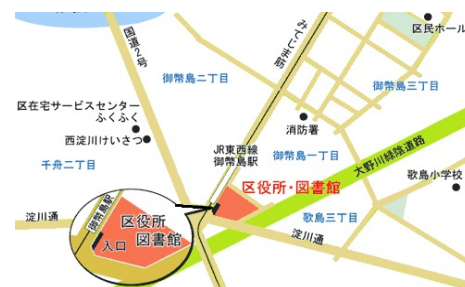 区民ホール
国道2号
みてじま筋
御幣島二丁目
御幣島三丁目
区在宅サービスセンター
ふくふく
西淀川けいさつ
消防署
JR東西線
御幣島駅
御幣島一丁目
大野川緑陰道路
千舟二丁目
歌島小学校
区役所・図書館
御幣島駅
区役所
図書館
入口
歌島三丁目
淀川通
淀川通